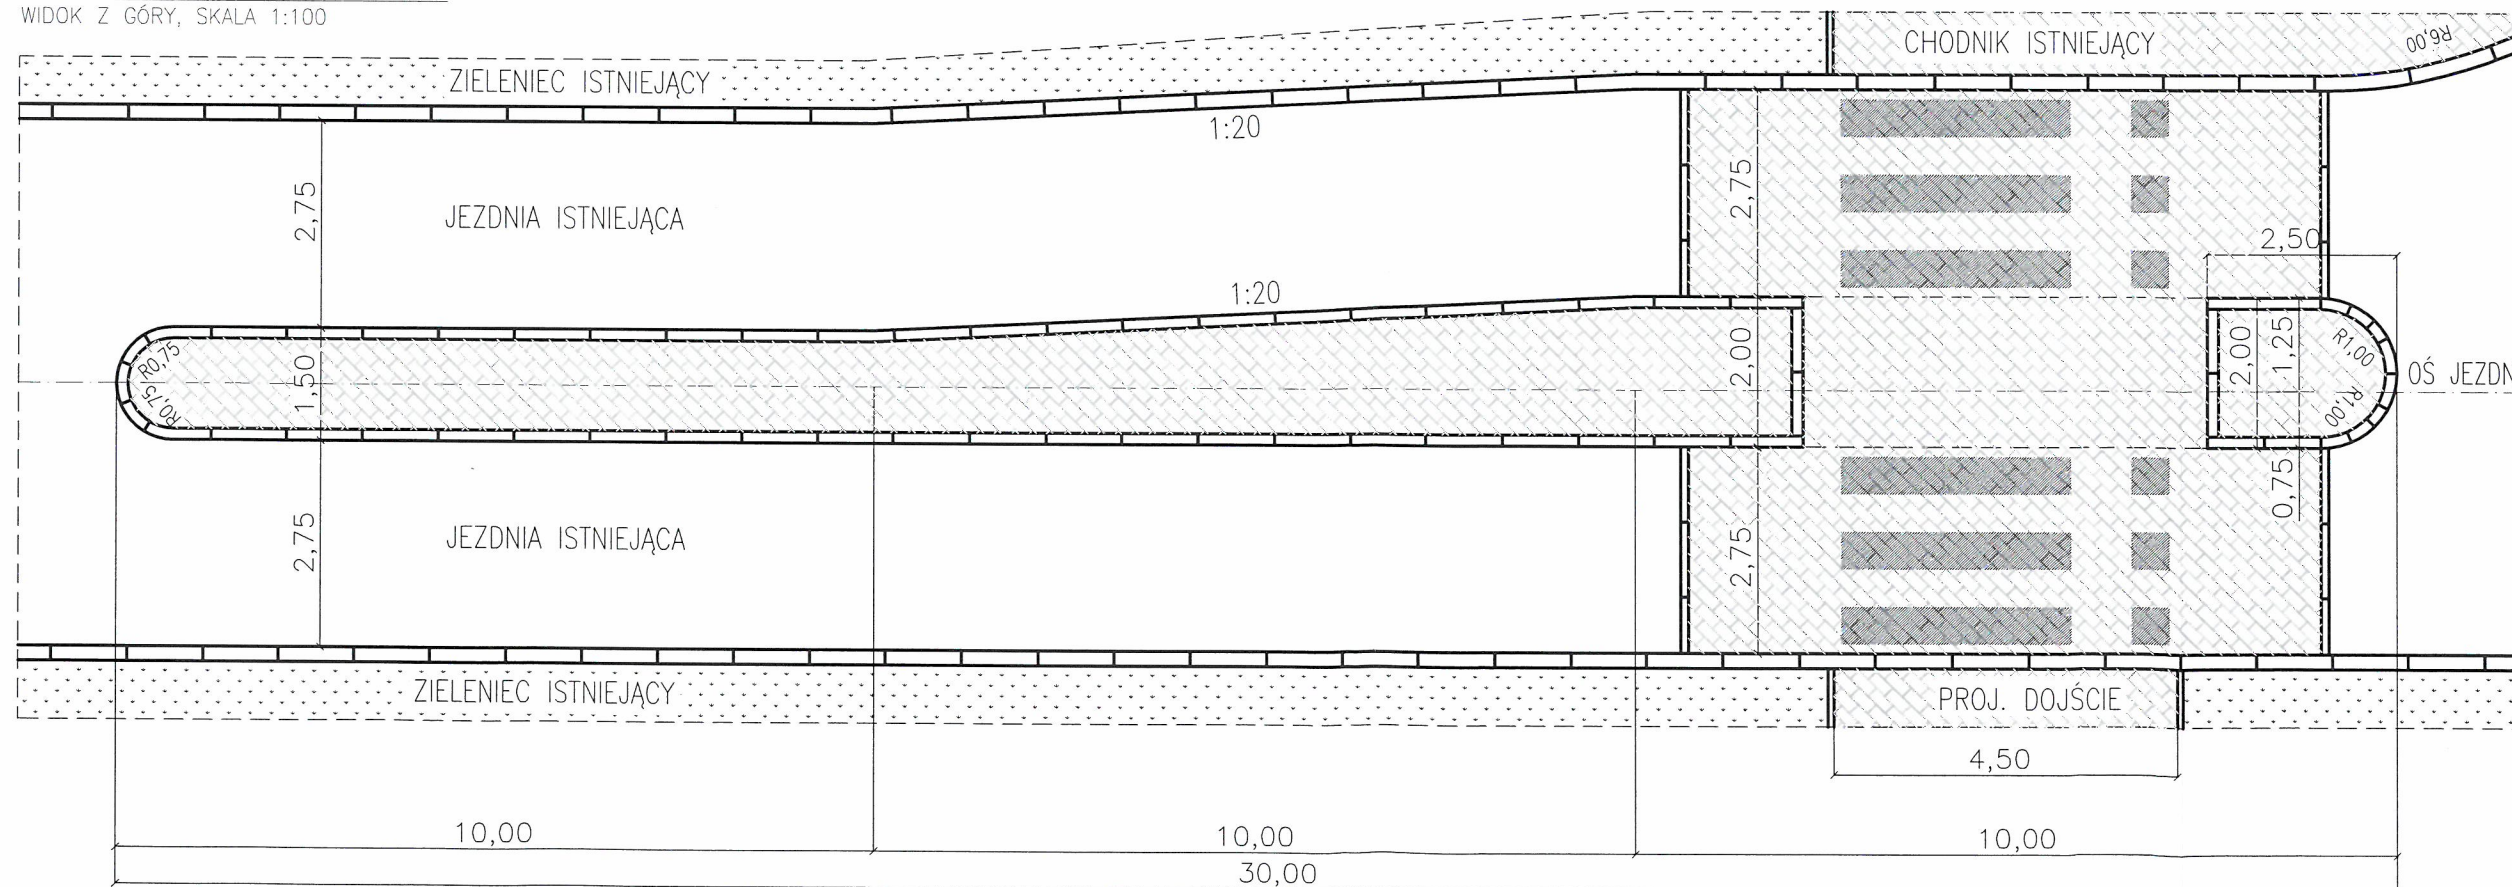 WIDOK Z GÓRY, SKALA 1:100
CHODNIK ISTNIEJĄCY
R6,00
ZIELENIEC ISTNIEJĄCY
1:20
2,75
JEZDNIA ISTNIEJĄCA
2,75
2,50
1:20
R0,75
R0,75
1,50
2,00
2,00
1,25
R1,00
R1,00
OŚ JEZDN
0,75
2,75
JEZDNIA ISTNIEJĄCA
2,75
ZIELENIEC ISTNIEJĄCY
PROJ. DOJŚCIE
4,50
10,00
10,00
10,00
30,00